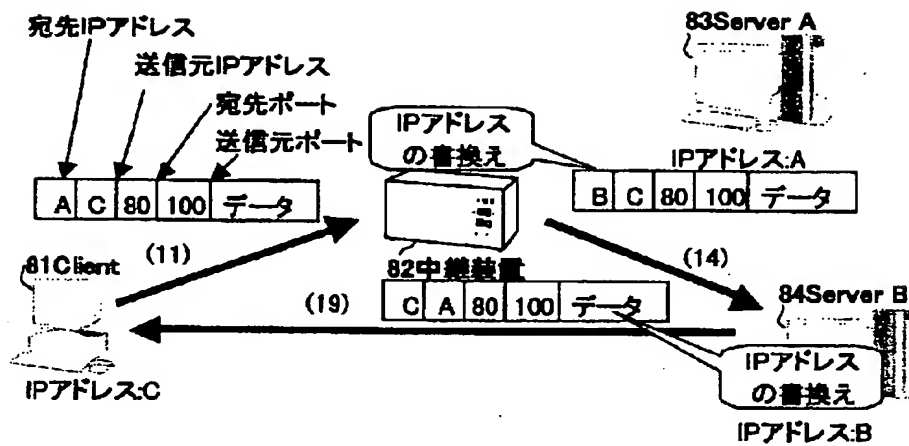 宛先IPアドレス
送信元IPアドレス
宛先ポート
送信元ポート
A C 80 100 データ
83Server A
IPアドレス
の書換え
IPアドレス:A
B C 80 100 データ
81Client
(11)
82中継装置
(14)
84Server B
(19)
C A 80 100 データ
IPアドレス:C
IPアドレス
の書換え
IPアドレス:B